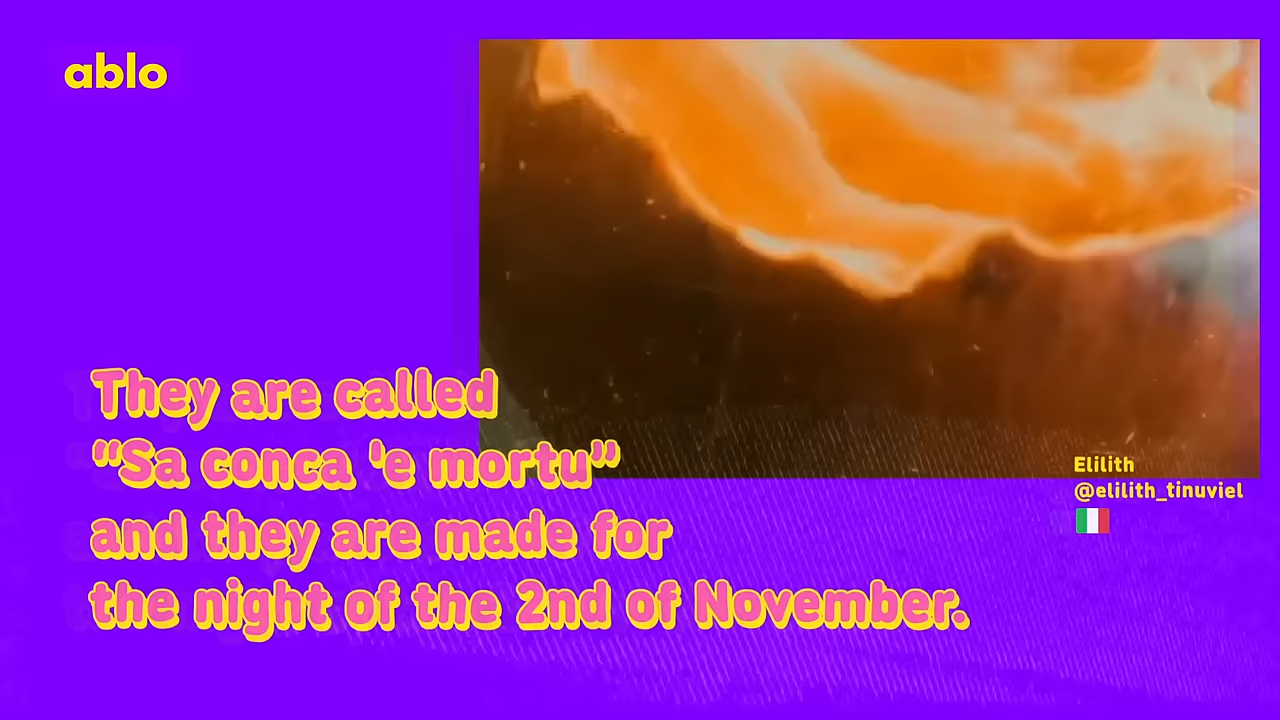 ablo
They are called
"Sa conca 'e mortu"
and they are made for
the night of the 2nd of November.
Elilith
@elilith_tinuviel